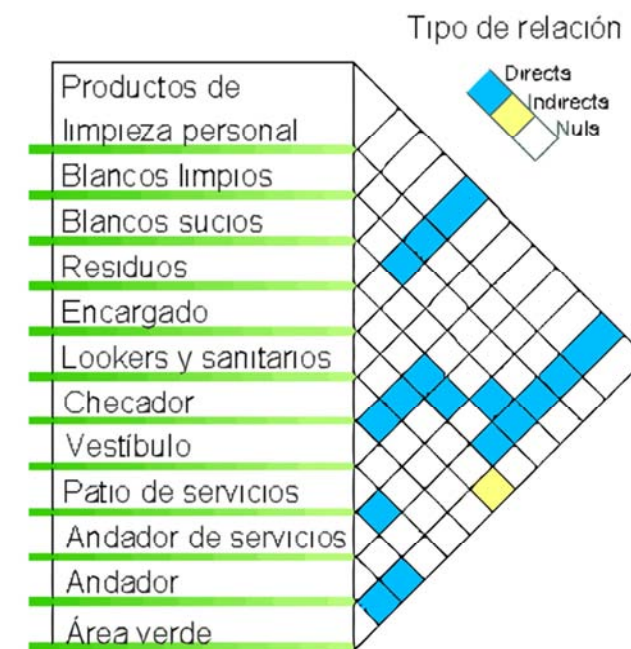 Tipo de relación
Directa
Indirecta
Nula
Productos de
limpieza personal
Blancos limpios
Blancos sucios
Residuos
Encargado
Lookers y sanitarios
Checador
Vestíbulo
Patio de servicios
Andador de servicios
Andador
Área verde